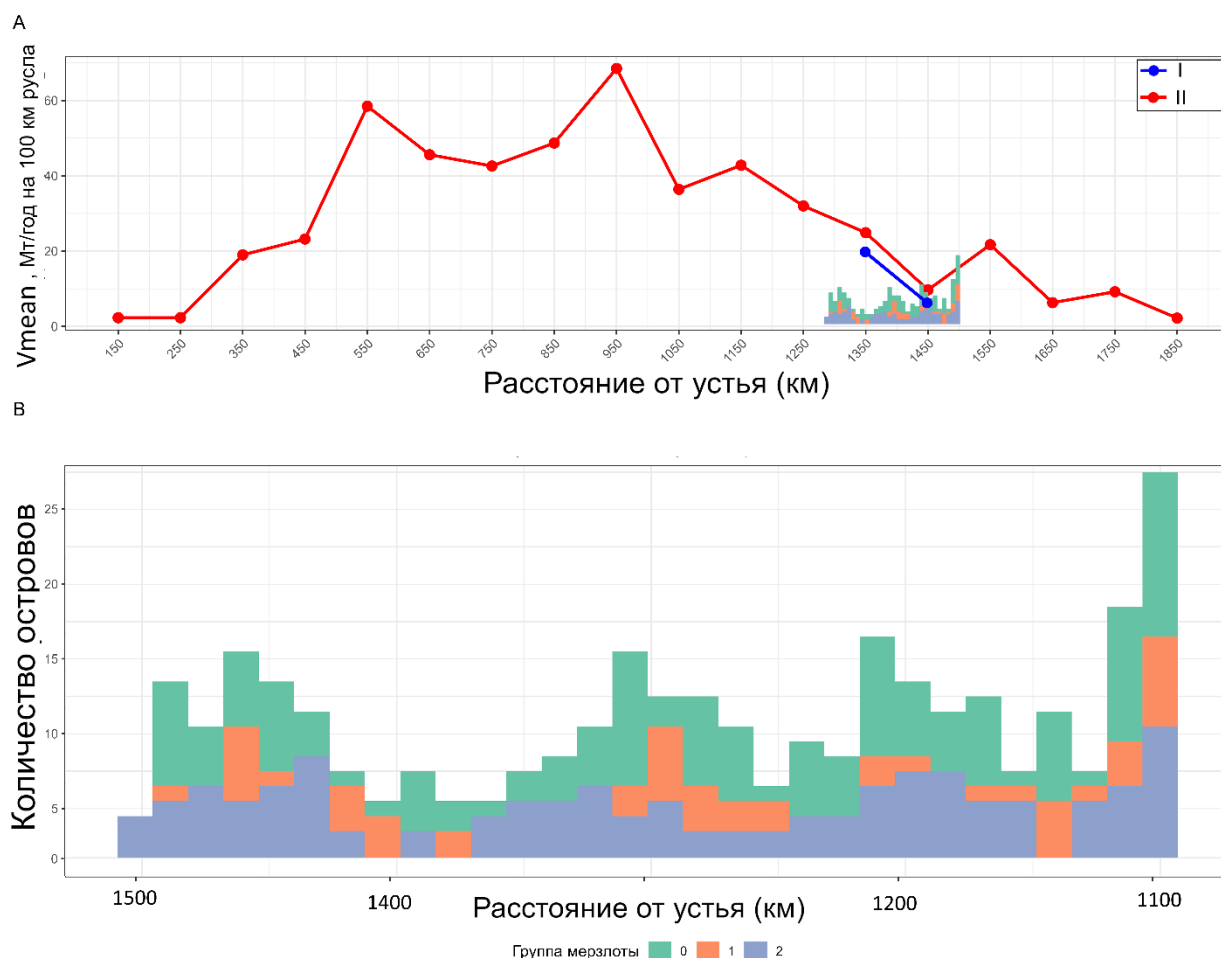 A
Vmean , Мт/год на 100 км русла
60
40
20
0
I
II
150 250 350 450 550 650 750 850 950 1050 1150 1250 1350 1450 1550 1650 1750 1850
Расстояние от устья (км)
B
Количество островов
25
20
15
10
5
0
1500 1400 1200 1100
Расстояние от устья (км)
Группа мерзлоты 0 1 2